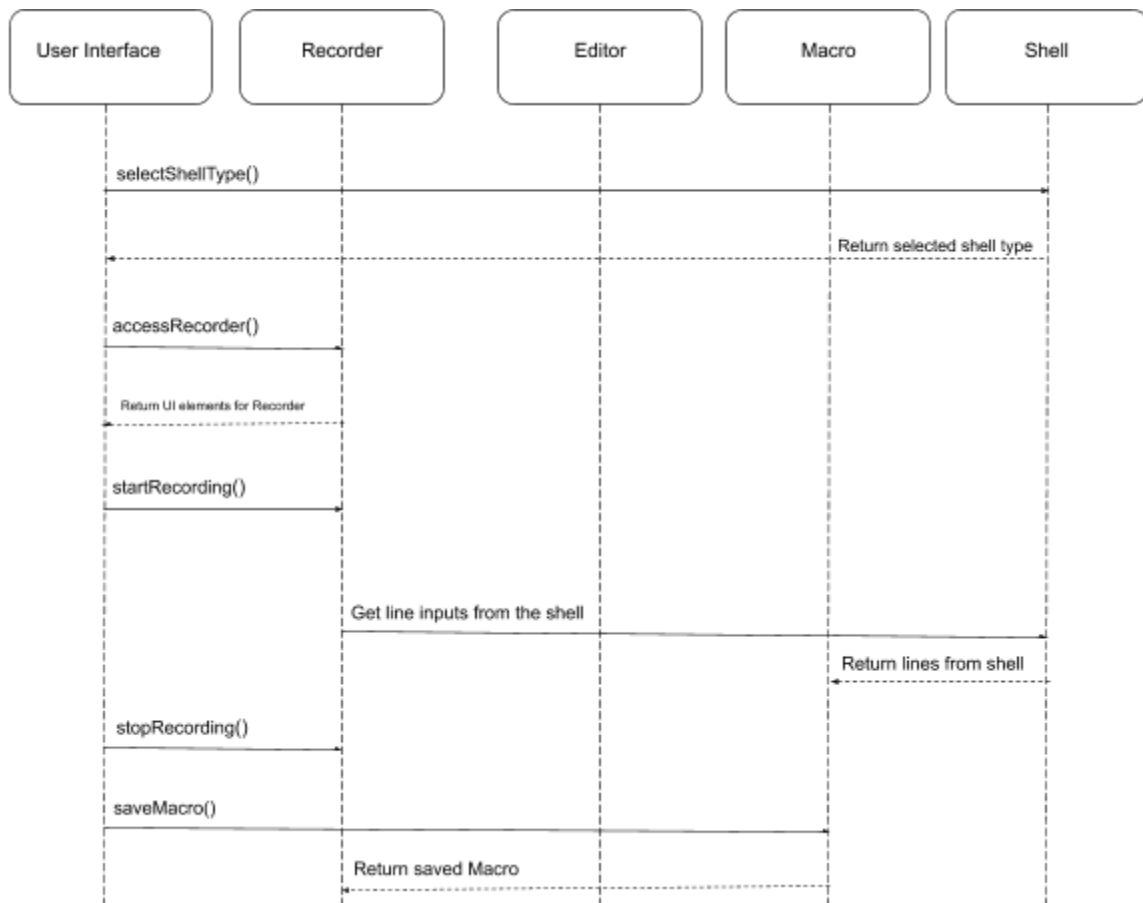 User Interface
Recorder
Editor
Macro
Shell
selectShellType()
Return selected shell type
accessRecorder()
Return UI elements for Recorder
startRecording()
Get line inputs from the shell
Return lines from shell
stopRecording()
saveMacro()
Return saved Macro